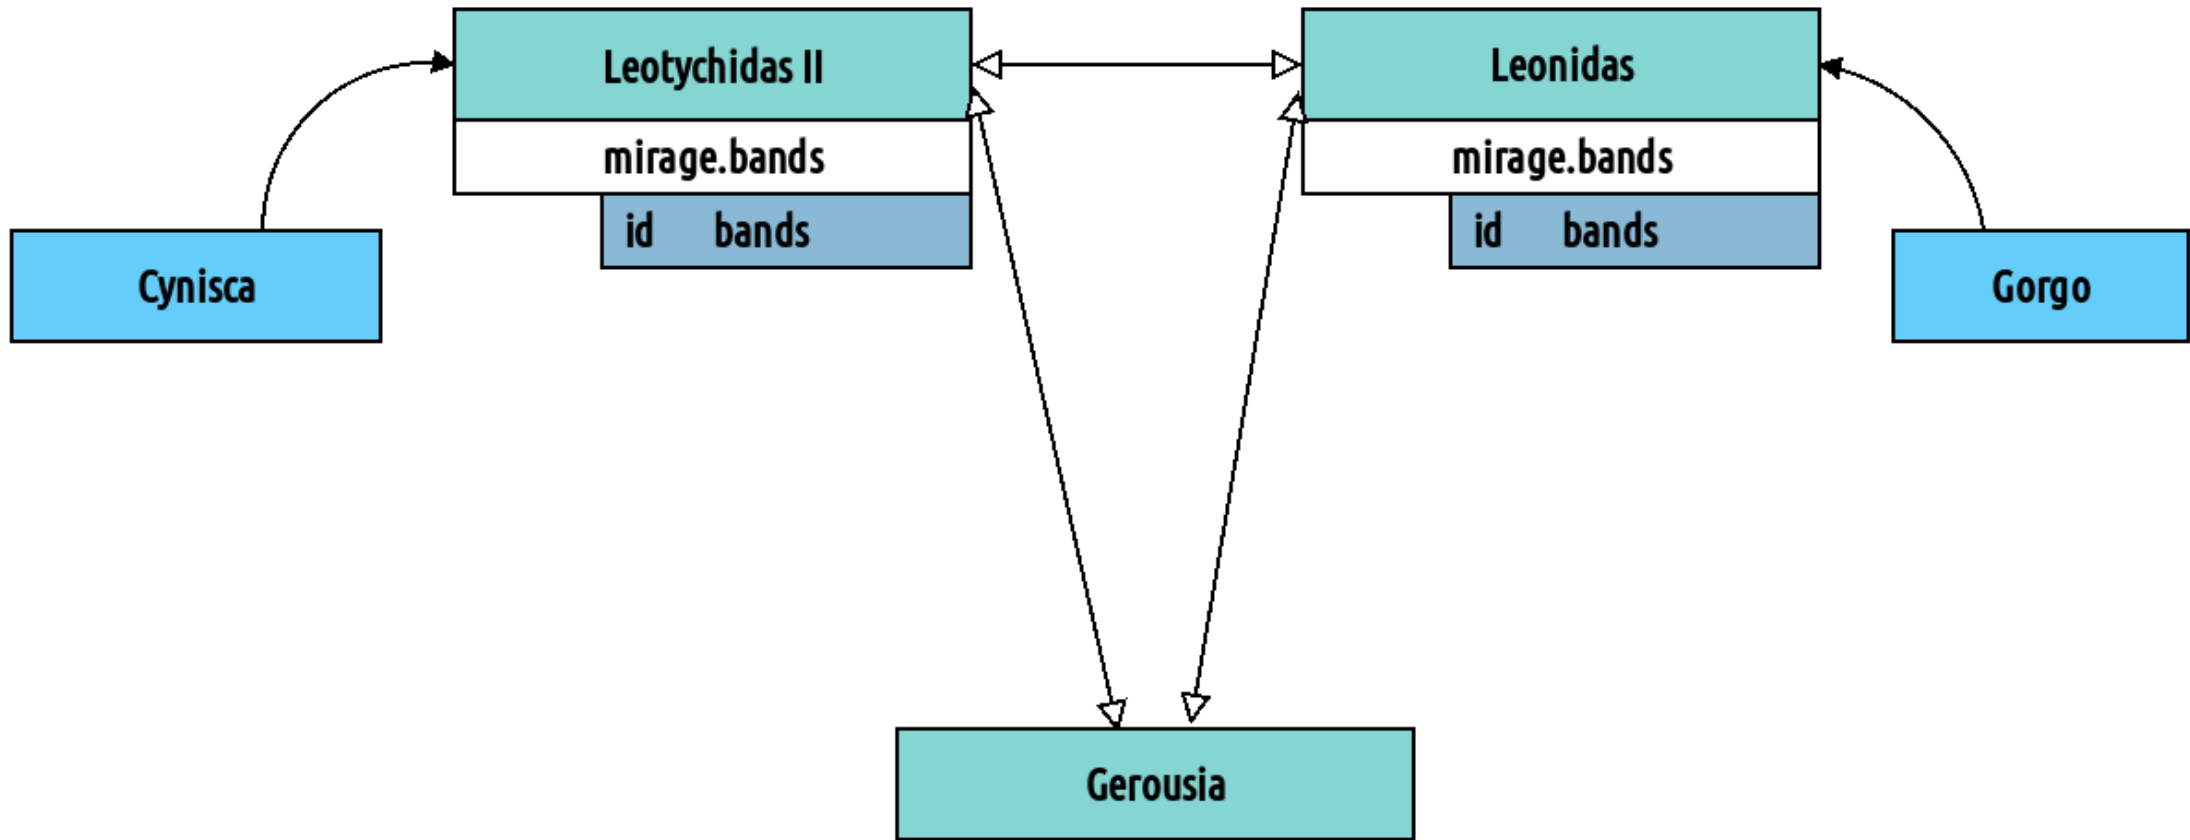 Leotychidas II
Leonidas
mirage.bands
mirage.bands
id bands
id bands
Cynisca
Gorgo
Gerousia